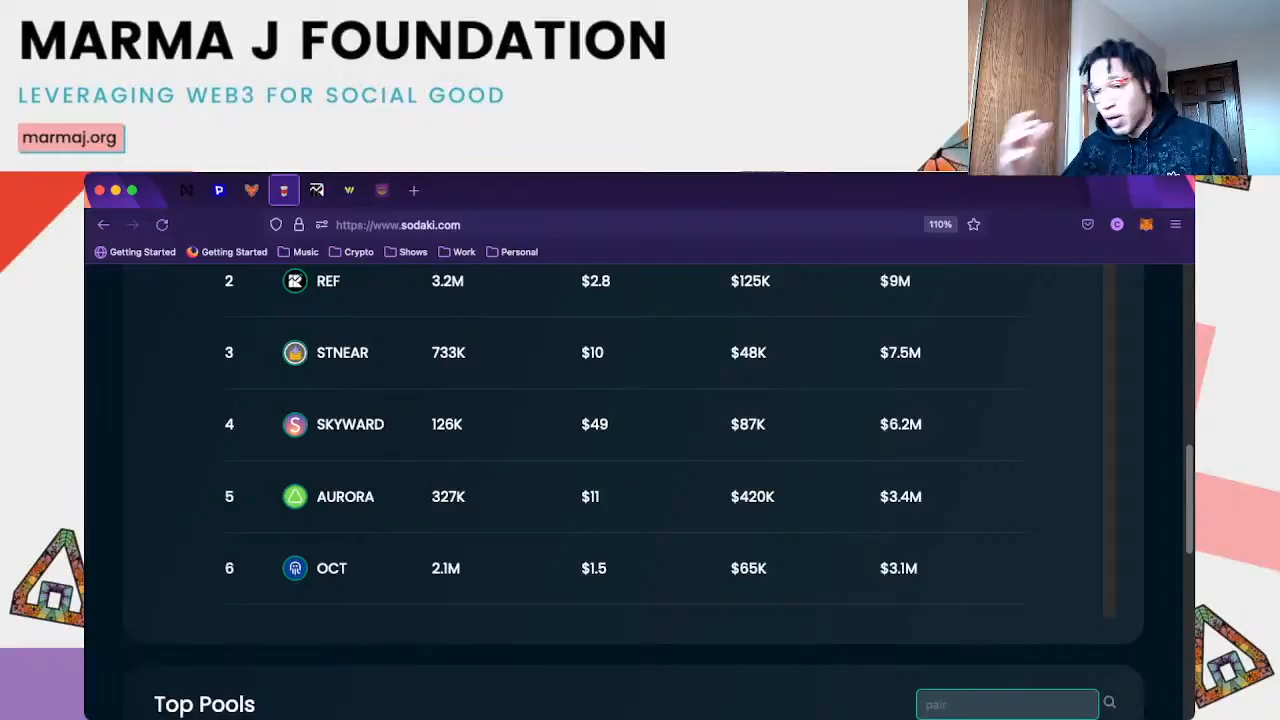 MARMA J FOUNDATION
LEVERAGING WEB3 FOR SOCIAL GOOD
marmaj.org
https://www.sodaki.com
110%
Getting Started
Getting Started
Music
Crypto
Shows
Work
Personal
2 REF 3.2M $2.8 $125K $9M
3 STNEAR 733K $10 $48K $7.5M
4 SKYWARD 126K $49 $87K $6.2M
5 AURORA 327K $11 $420K $3.4M
6 OCT 2.1M $1.5 $65K $3.1M
Top Pools
pair